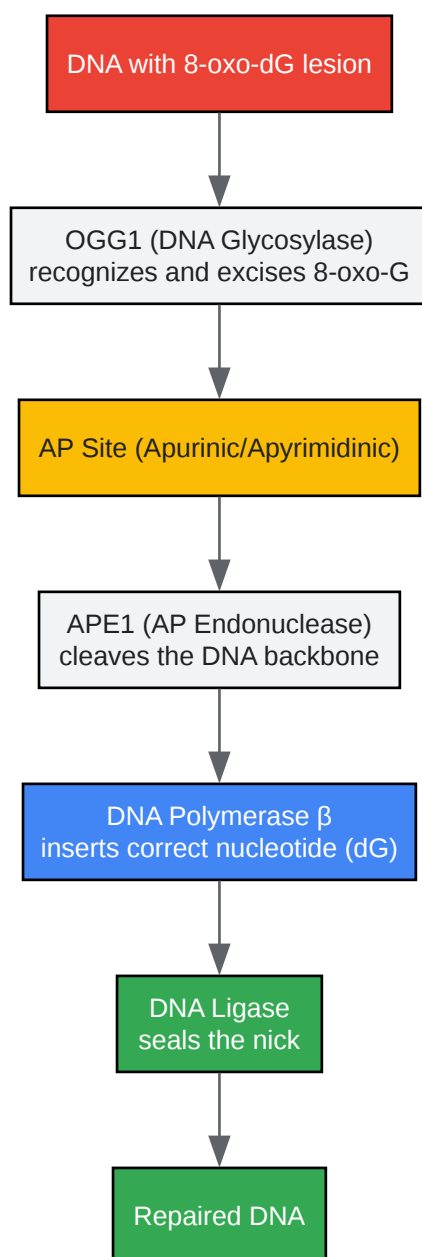 DNA with 8-oxo-dG lesion
OGG1 (DNA Glycosylase)
recognizes and excises 8-oxo-G
AP Site (Apurinic/Apyrimidinic)
APE1 (AP Endonuclease)
cleaves the DNA backbone
DNA Polymerase β
inserts correct nucleotide (dG)
DNA Ligase
seals the nick
Repaired DNA